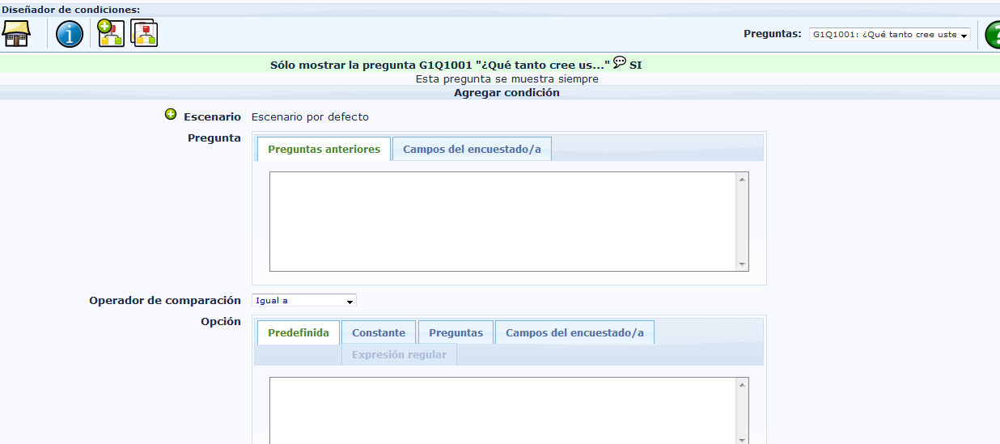 Diseñador de condiciones:
Preguntas: G1Q1001: ¿Qué tanto cree uste
Sólo mostrar la pregunta G1Q1001 "¿Qué tanto cree us..." SI
Esta pregunta se muestra siempre
Agregar condición
Escenario Escenario por defecto
Pregunta
Preguntas anteriores Campos del encuestado/a
Operador de comparación Igual a
Opción
Predefinida Constante Preguntas Campos del encuestado/a
Expresión regular